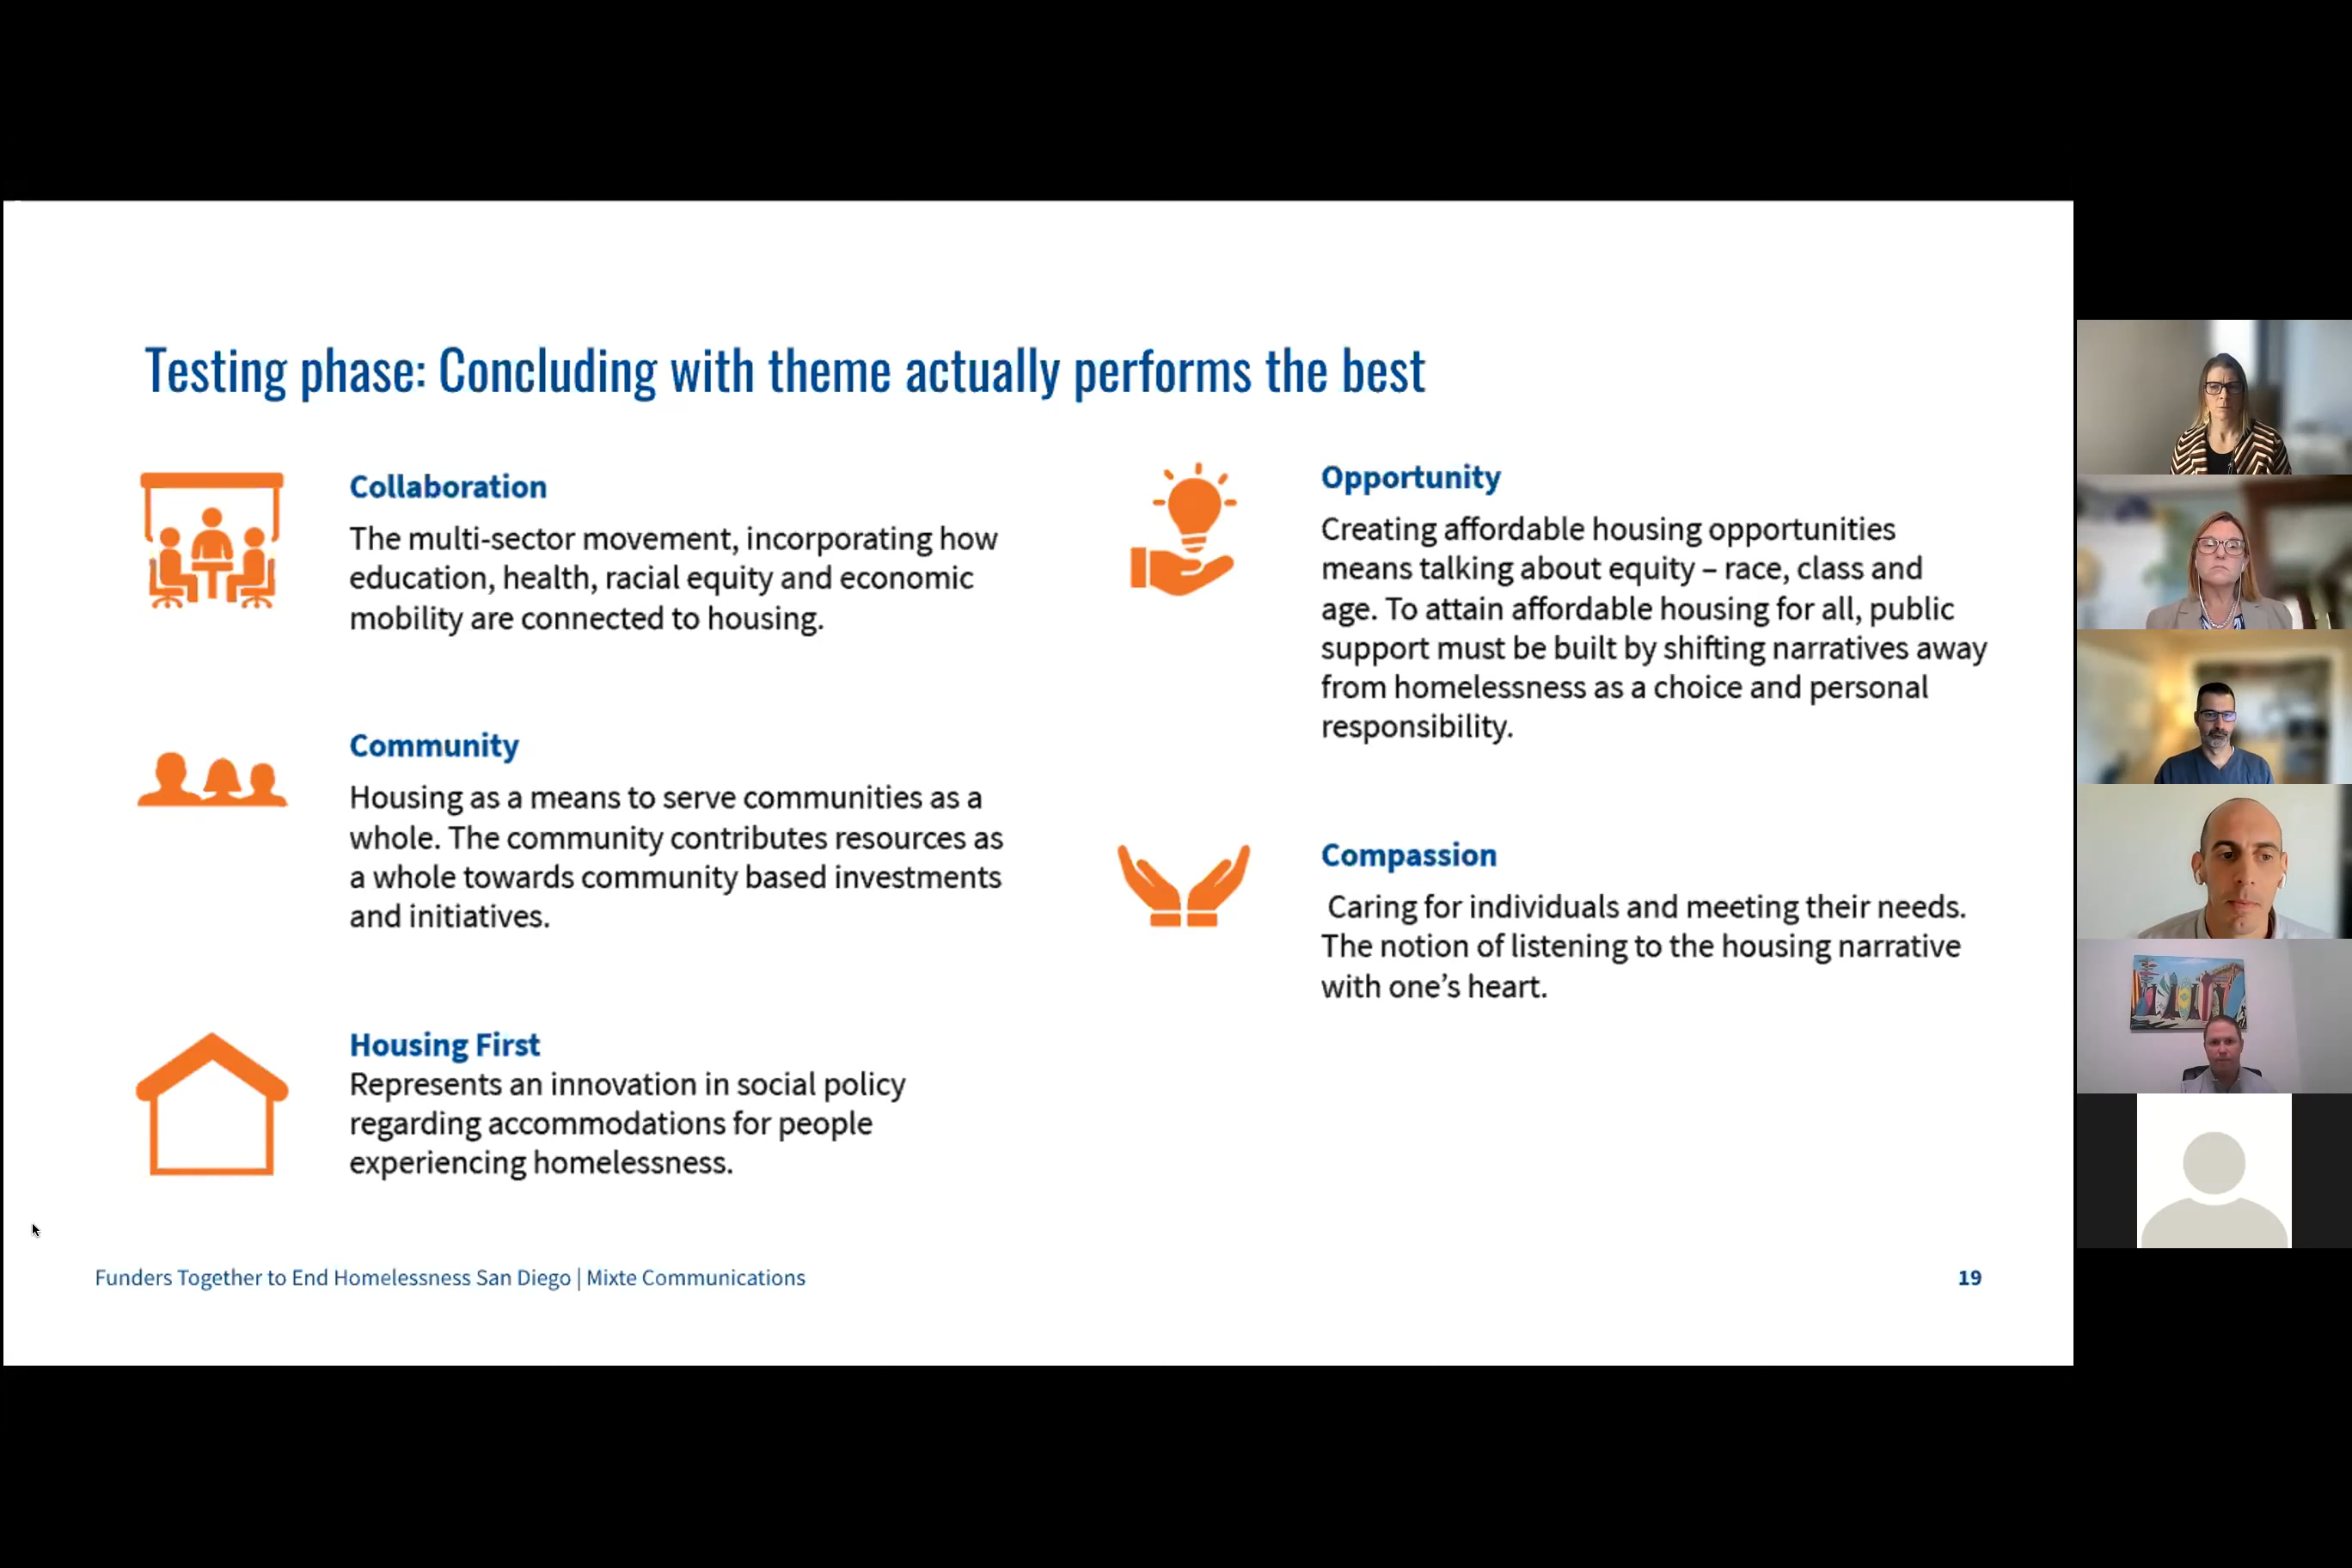 Testing phase: Concluding with theme actually performs the best
Collaboration
The multi-sector movement, incorporating how
education, health, racial equity and economic
mobility are connected to housing.
Community
Housing as a means to serve communities as a
whole. The community contributes resources as
a whole towards community based investments
and initiatives.
Housing First
Represents an innovation in social policy
regarding accommodations for people
experiencing homelessness.
Opportunity
Creating affordable housing opportunities
means talking about equity – race, class and
age. To attain affordable housing for all, public
support must be built by shifting narratives away
from homelessness as a choice and personal
responsibility.
Compassion
Caring for individuals and meeting their needs.
The notion of listening to the housing narrative
with one’s heart.
Funders Together to End Homelessness San Diego | Mixte Communications
19